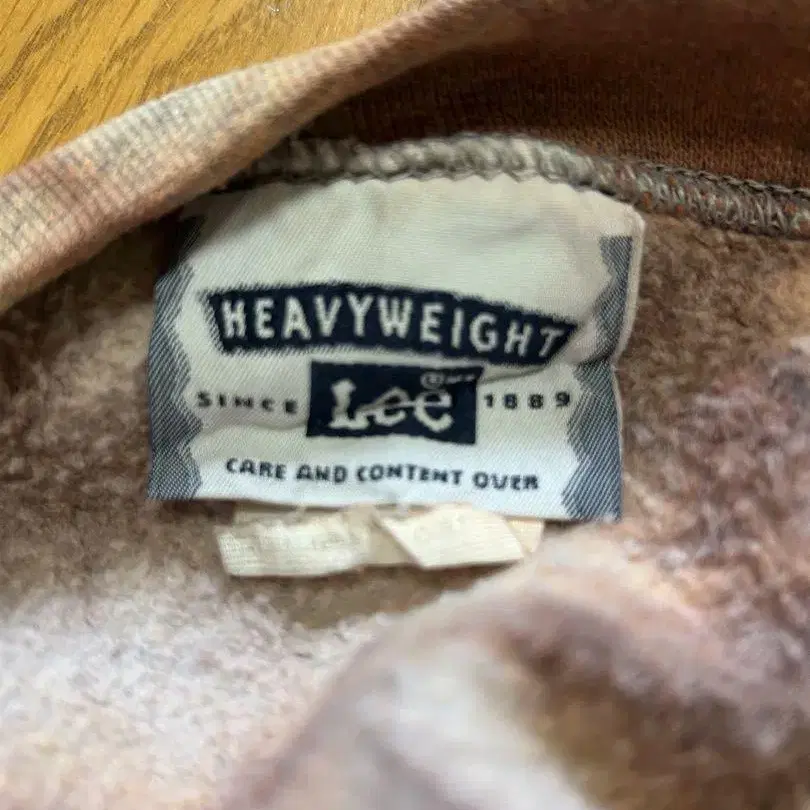 HEAVYWEIGHT
SINCE Lee 1889
CARE AND CONTENT OVER